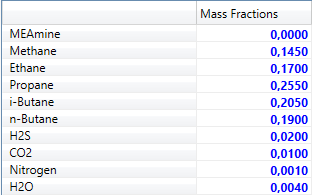 Mass Fractions
MEAmine 0,0000
Methane 0,1450
Ethane 0,1700
Propane 0,2550
i-Butane 0,2050
n-Butane 0,1900
H2S 0,0200
CO2 0,0100
Nitrogen 0,0010
H2O 0,0040